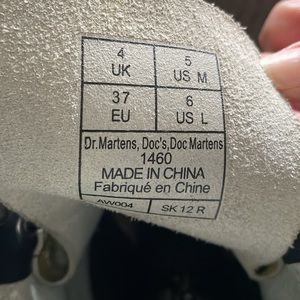 4 5
UK US M
37 6
EU US L
Dr.Martens, Doc's,Doc Martens
1460
MADE IN CHINA
Fabriqué en Chine
AW004 SK 12 R